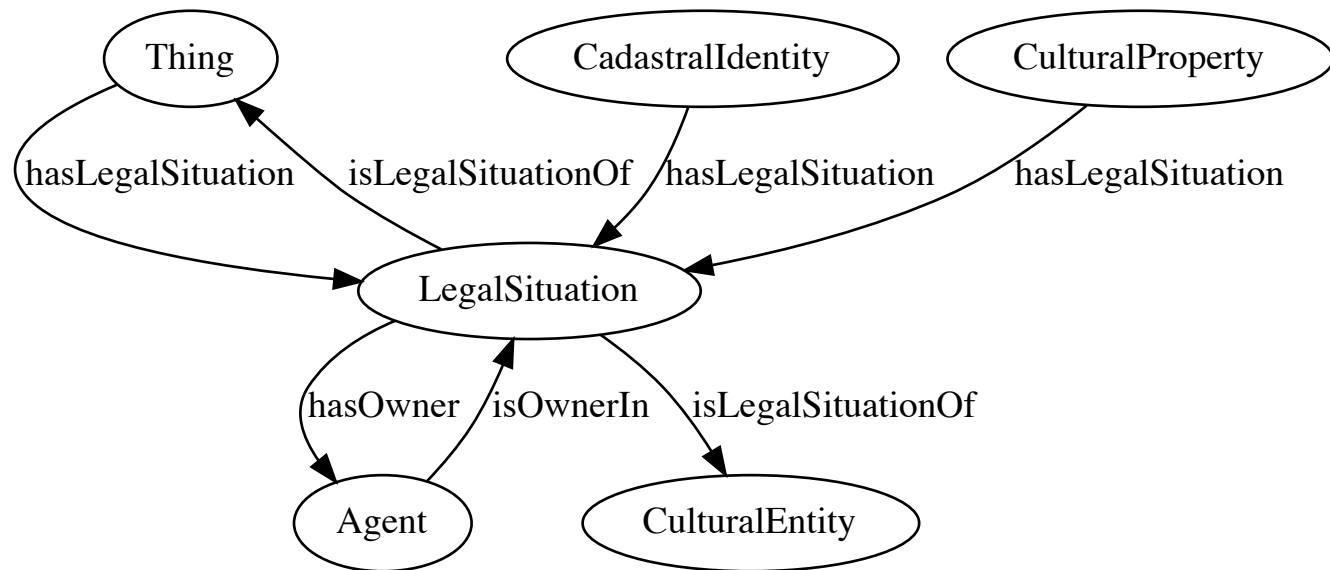 Thing
CadastralIdentity
CulturalProperty
hasLegalSituation
isLegalSituationOf
hasLegalSituation
hasLegalSituation
LegalSituation
hasOwner
isOwnerIn
isLegalSituationOf
Agent
CulturalEntity